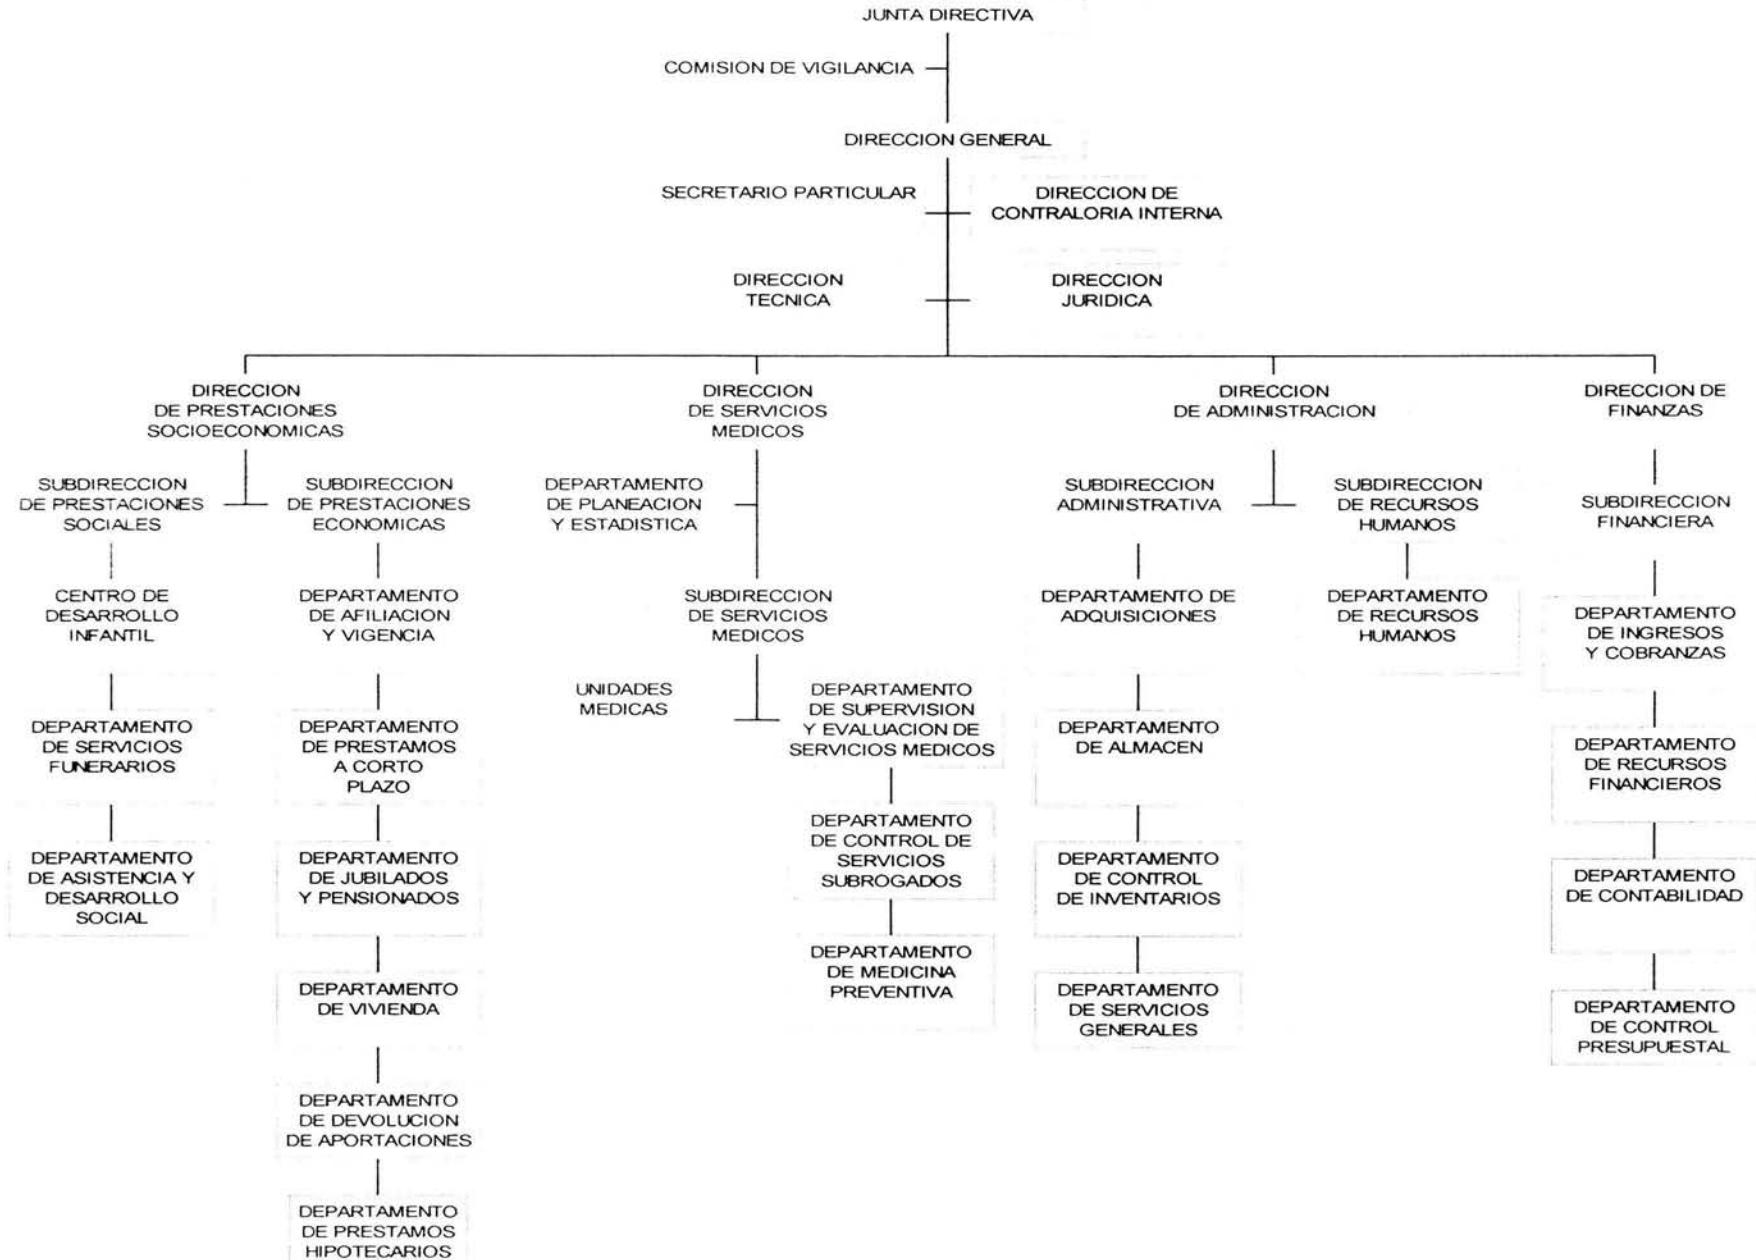 JUNTA DIRECTIVA
COMISION DE VIGILANCIA
DIRECCION GENERAL
SECRETARIO PARTICULAR
DIRECCION DE
CONTRALORIA INTERNA
DIRECCION
TECNICA
DIRECCION
JURIDICA
DIRECCION
DE PRESTACIONES
SOCIOECONOMICAS
DIRECCION
DE SERVICIOS
MEDICOS
DIRECCION
DE ADMINISTRACION
DIRECCION DE
FINANZAS
SUBDIRECCION
DE PRESTACIONES
SOCIALES
SUBDIRECCION
DE PRESTACIONES
ECONOMICAS
DEPARTAMENTO
DE PLANEACION
Y ESTADISTICA
SUBDIRECCION
ADMINISTRATIVA
SUBDIRECCION
DE RECURSOS
HUMANOS
SUBDIRECCION
FINANCIERA
CENTRO DE
DESARROLLO
INFANTIL
DEPARTAMENTO
DE AFILIACION
Y VIGENCIA
SUBDIRECCION
DE SERVICIOS
MEDICOS
DEPARTAMENTO DE
ADQUISICIONES
DEPARTAMENTO
DE RECURSOS
HUMANOS
DEPARTAMENTO
DE INGRESOS
Y COBRANZAS
UNIDADES
MEDICAS
DEPARTAMENTO
DE SUPERVISION
Y EVALUACION DE
SERVICIOS MEDICOS
DEPARTAMENTO
DE SERVICIOS
FUNERARIOS
DEPARTAMENTO
DE PRESTAMOS
A CORTO
PLAZO
DEPARTAMENTO
DE ALMACEN
DEPARTAMENTO
DE RECURSOS
FINANCIEROS
DEPARTAMENTO
DE CONTROL DE
SERVICIOS
SUBROGADOS
DEPARTAMENTO
DE ASISTENCIA Y
DESARROLLO
SOCIAL
DEPARTAMENTO
DE JUBILADOS
Y PENSIONADOS
DEPARTAMENTO
DE CONTROL
DE INVENTARIOS
DEPARTAMENTO
DE CONTABILIDAD
DEPARTAMENTO
DE MEDICINA
PREVENTIVA
DEPARTAMENTO
DE VIVIENDA
DEPARTAMENTO
DE SERVICIOS
GENERALES
DEPARTAMENTO
DE CONTROL
PRESUPUESTAL
DEPARTAMENTO
DE DEVOLUCION
DE APORTACIONES
DEPARTAMENTO
DE PRESTAMOS
HIPOTECARIOS